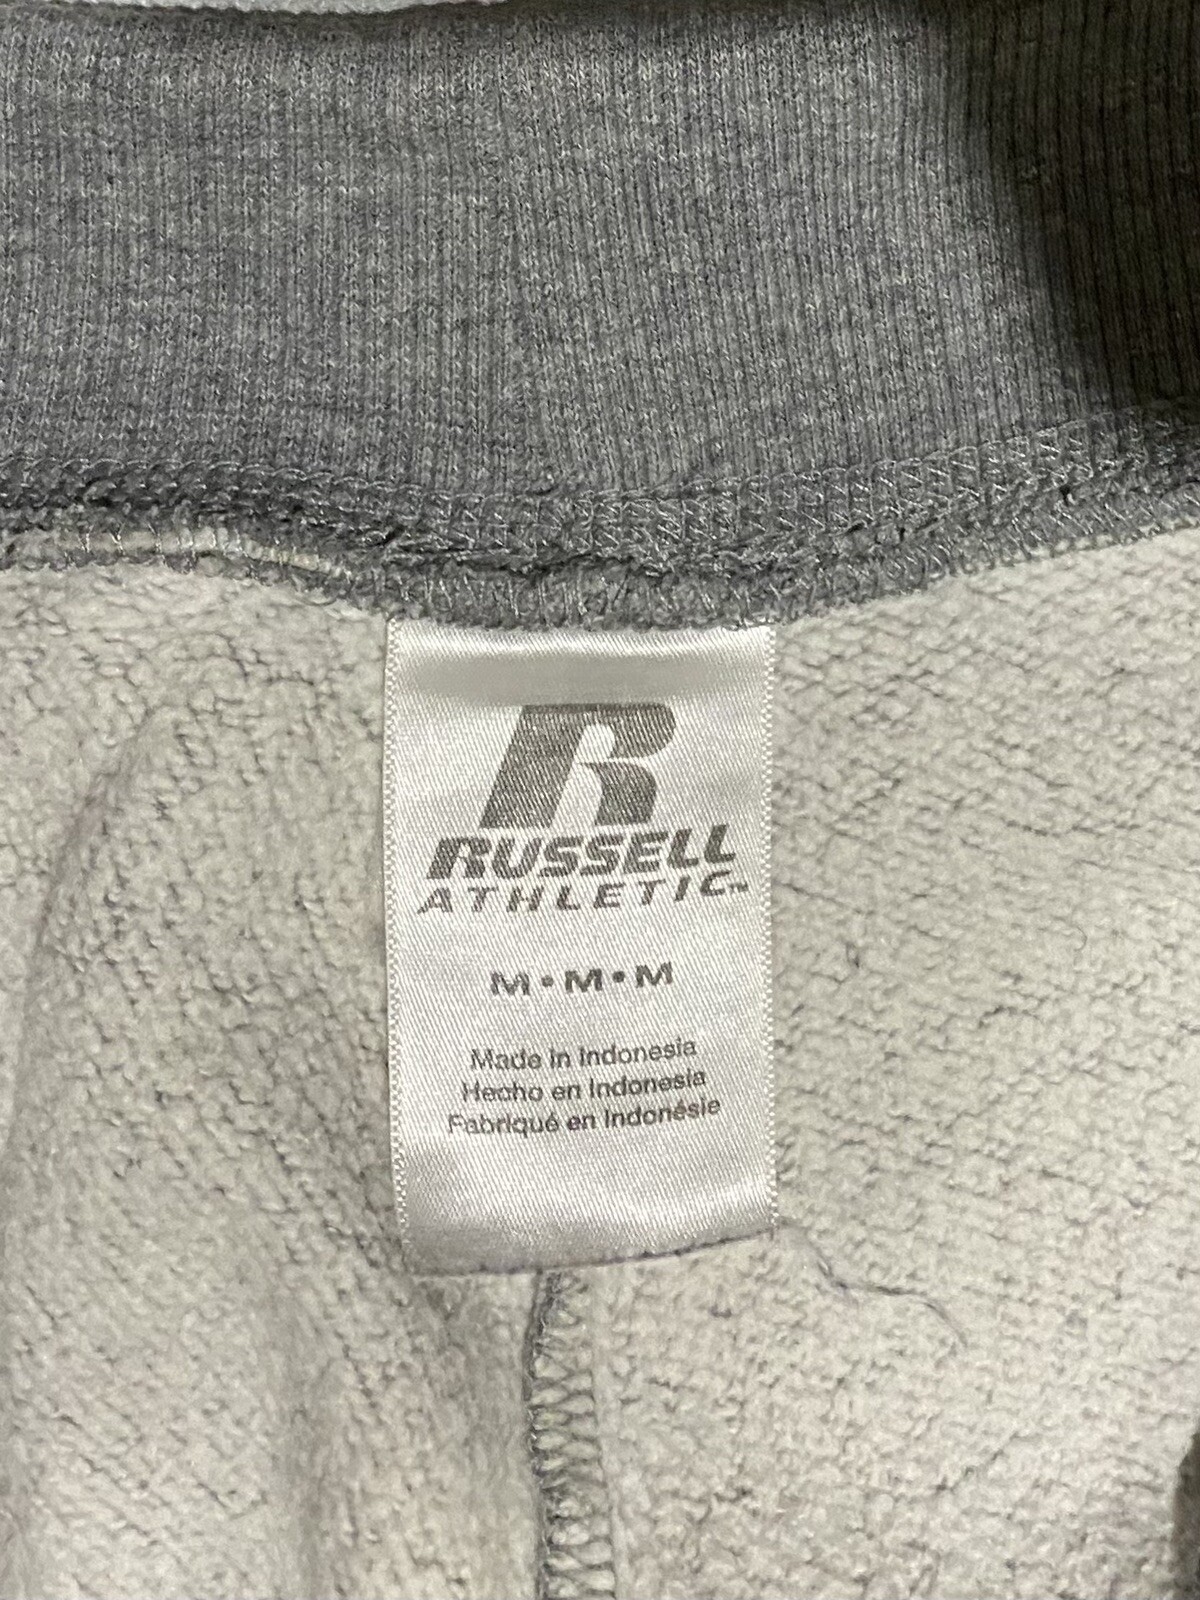 R
RUSSELL
ATHLETIC™
M•M•M
Made in Indonesia
Hecho en Indonesia
Fabriqué en Indonésie